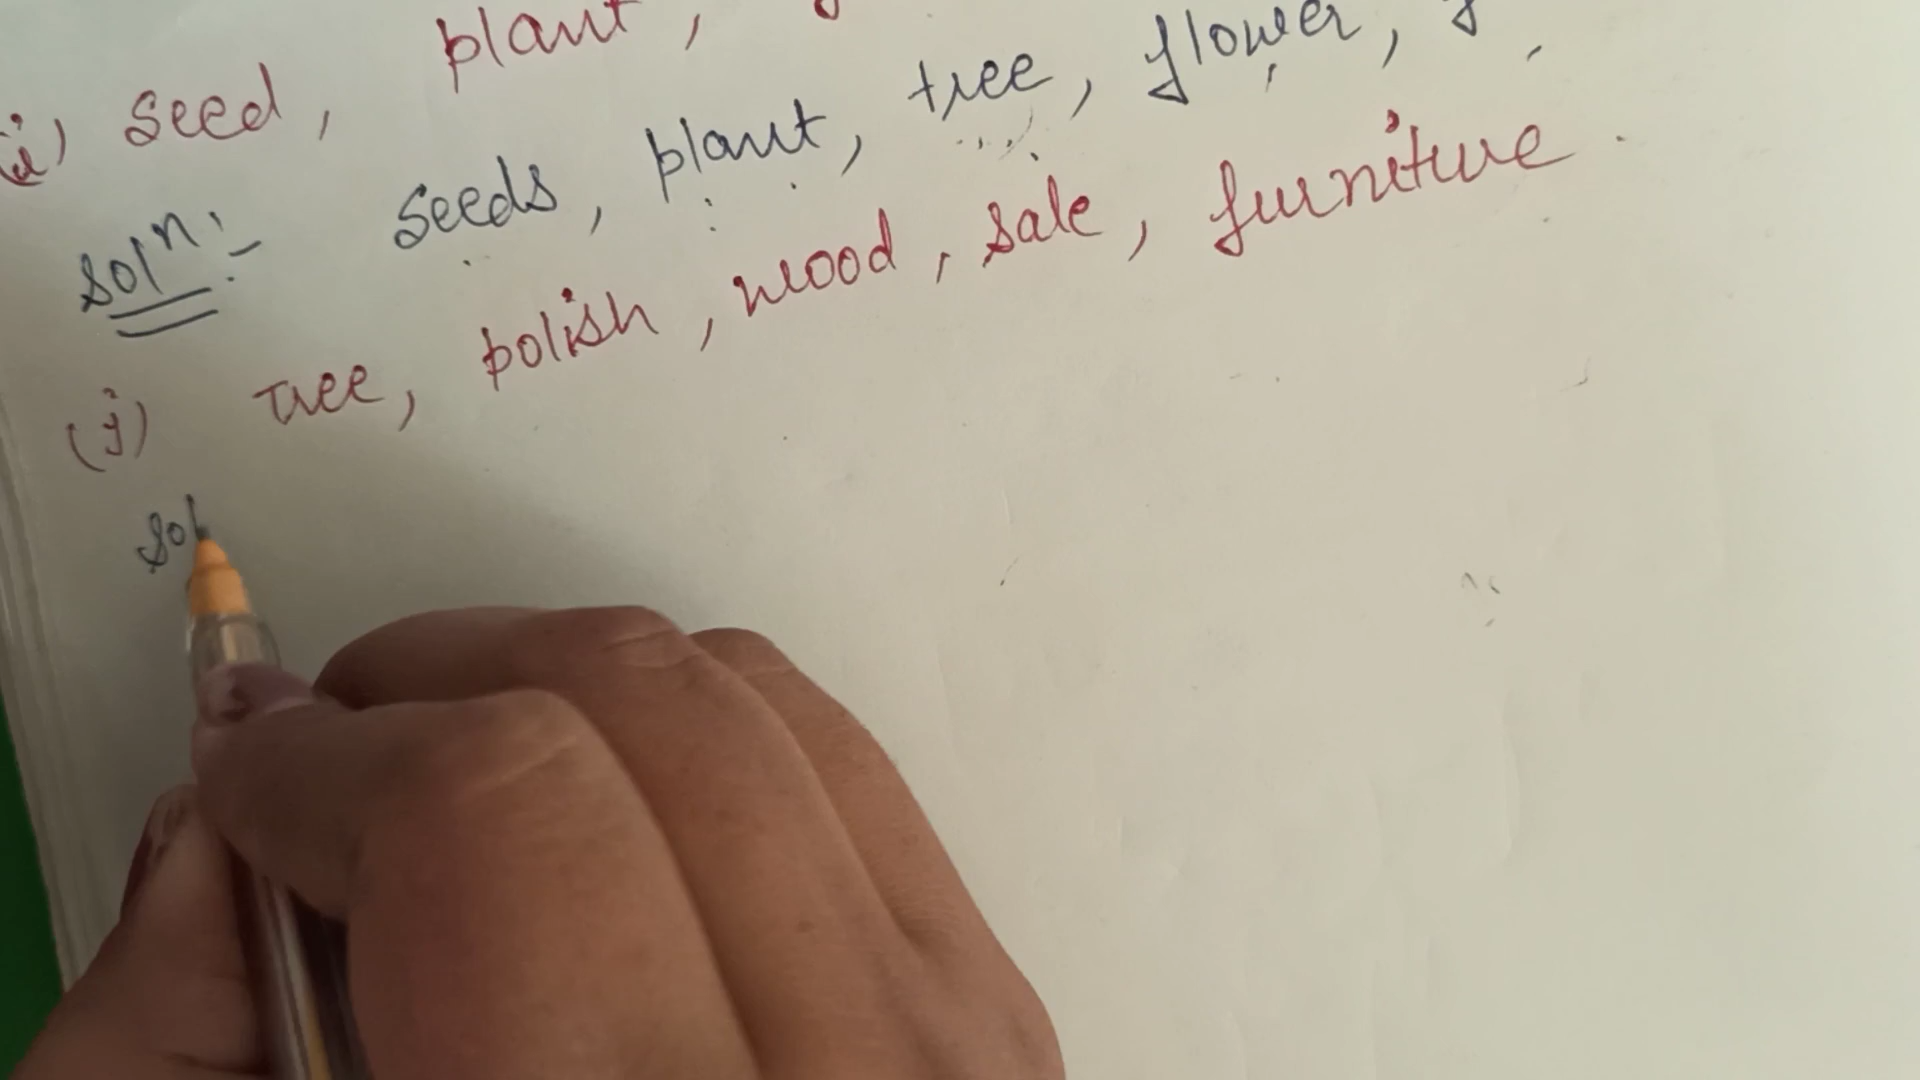 seed, plant,
Solⁿ:- seeds, plant, tree, flower,
(j) Tree, polish, wood, sale, furniture.
Sol